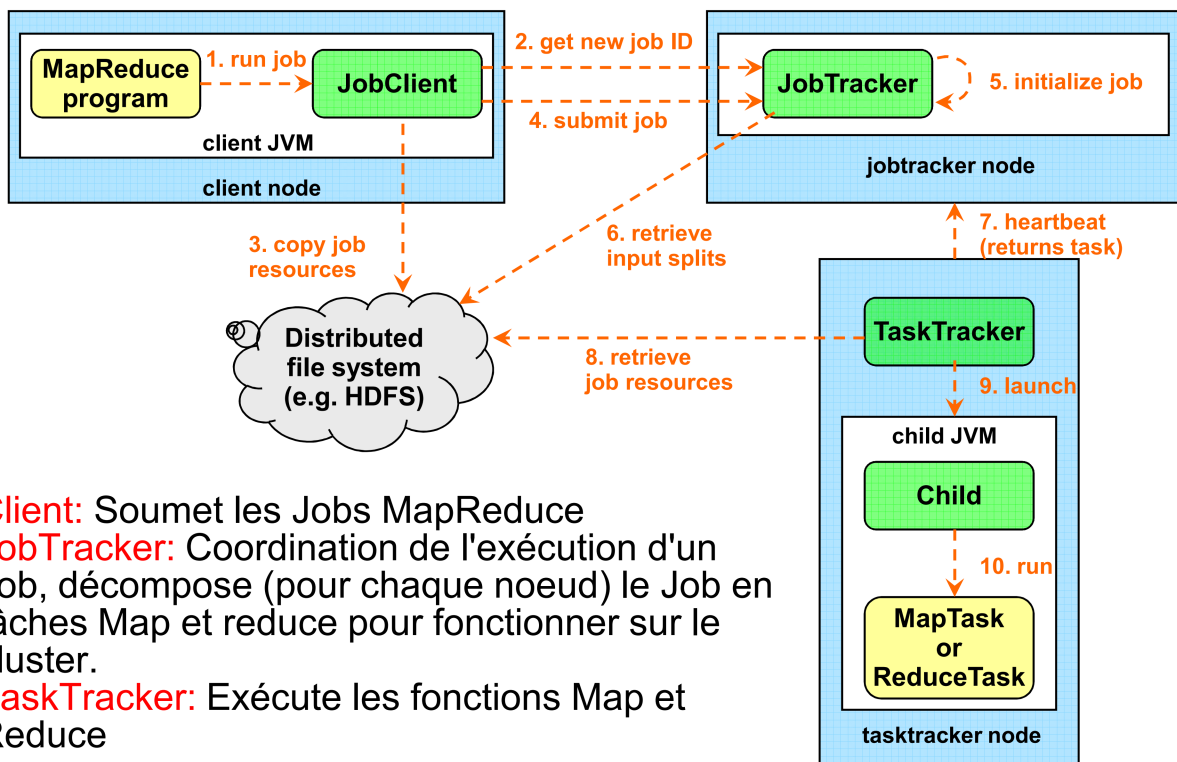 MapReduce
program
1. run job
JobClient
client JVM
client node
2. get new job ID
4. submit job
JobTracker
5. initialize job
jobtracker node
3. copy job
resources
6. retrieve
input splits
7. heartbeat
(returns task)
Distributed
file system
(e.g. HDFS)
8. retrieve
job resources
TaskTracker
9. launch
child JVM
Child
10. run
MapTask
or
ReduceTask
tasktracker node
Client: Soumet les Jobs MapReduce
obTracker: Coordination de l'exécution d'un
ob, décompose (pour chaque noeud) le Job en
âches Map et reduce pour fonctionner sur le
luster.
askTracker: Exécute les fonctions Map et
Reduce